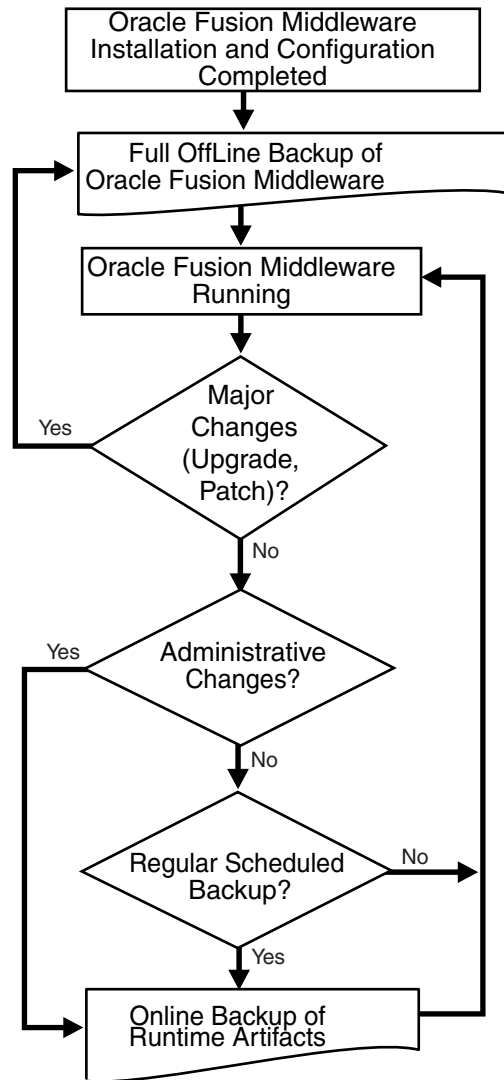 Oracle Fusion Middleware
Installation and Configuration
Completed
Full OffLine Backup of
Oracle Fusion Middleware
Oracle Fusion Middleware
Running
Major
Changes
(Upgrade,
Patch)?
Yes
No
Yes
Administrative
Changes?
No
Regular Scheduled
Backup?
No
Yes
Online Backup of
Runtime Artifacts